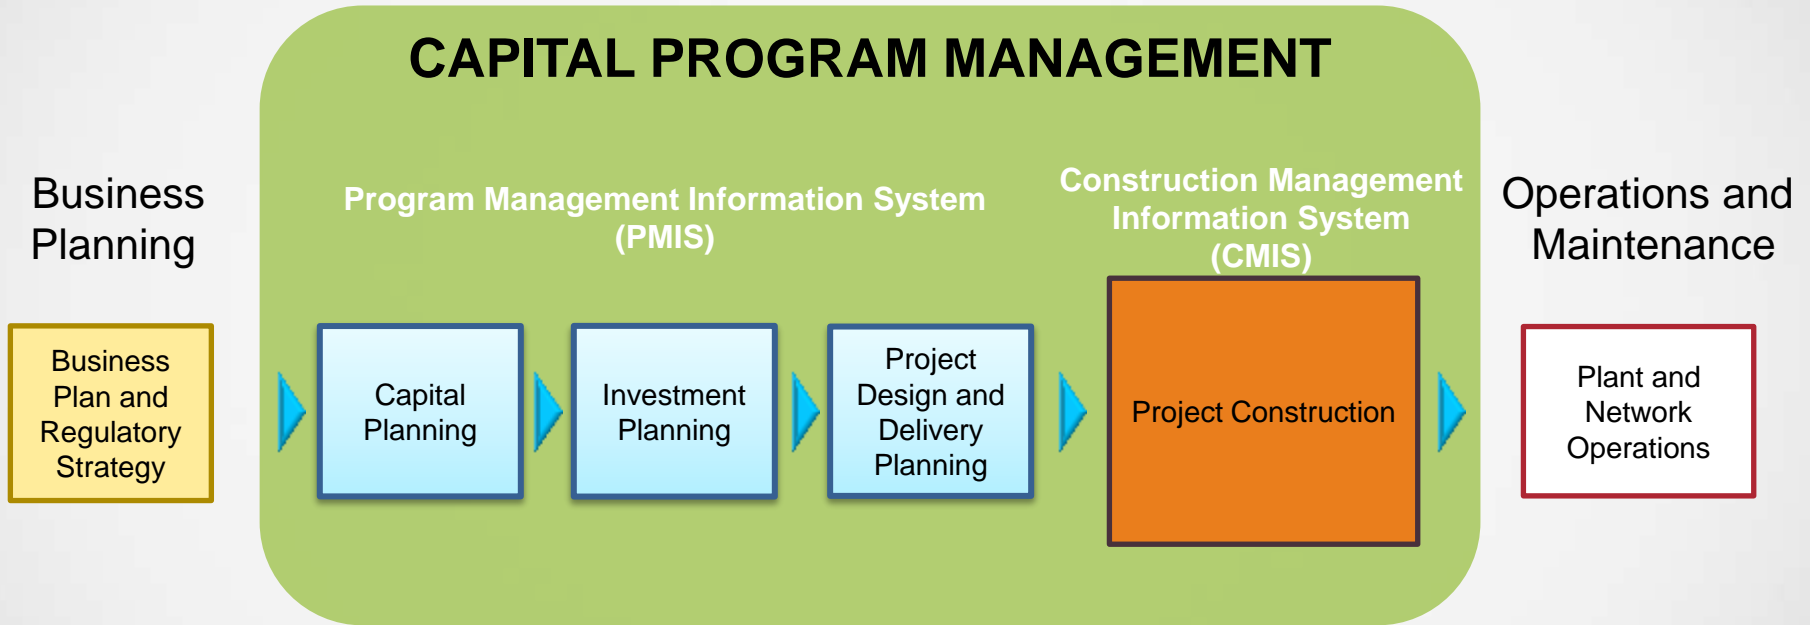 CAPITAL PROGRAM MANAGEMENT
Business
Planning
Program Management Information System
(PMIS)
Construction Management
Information System
(CMIS)
Operations and
Maintenance
Business
Plan and
Regulatory
Strategy
Capital
Planning
Investment
Planning
Project
Design and
Delivery
Planning
Project Construction
Plant and
Network
Operations